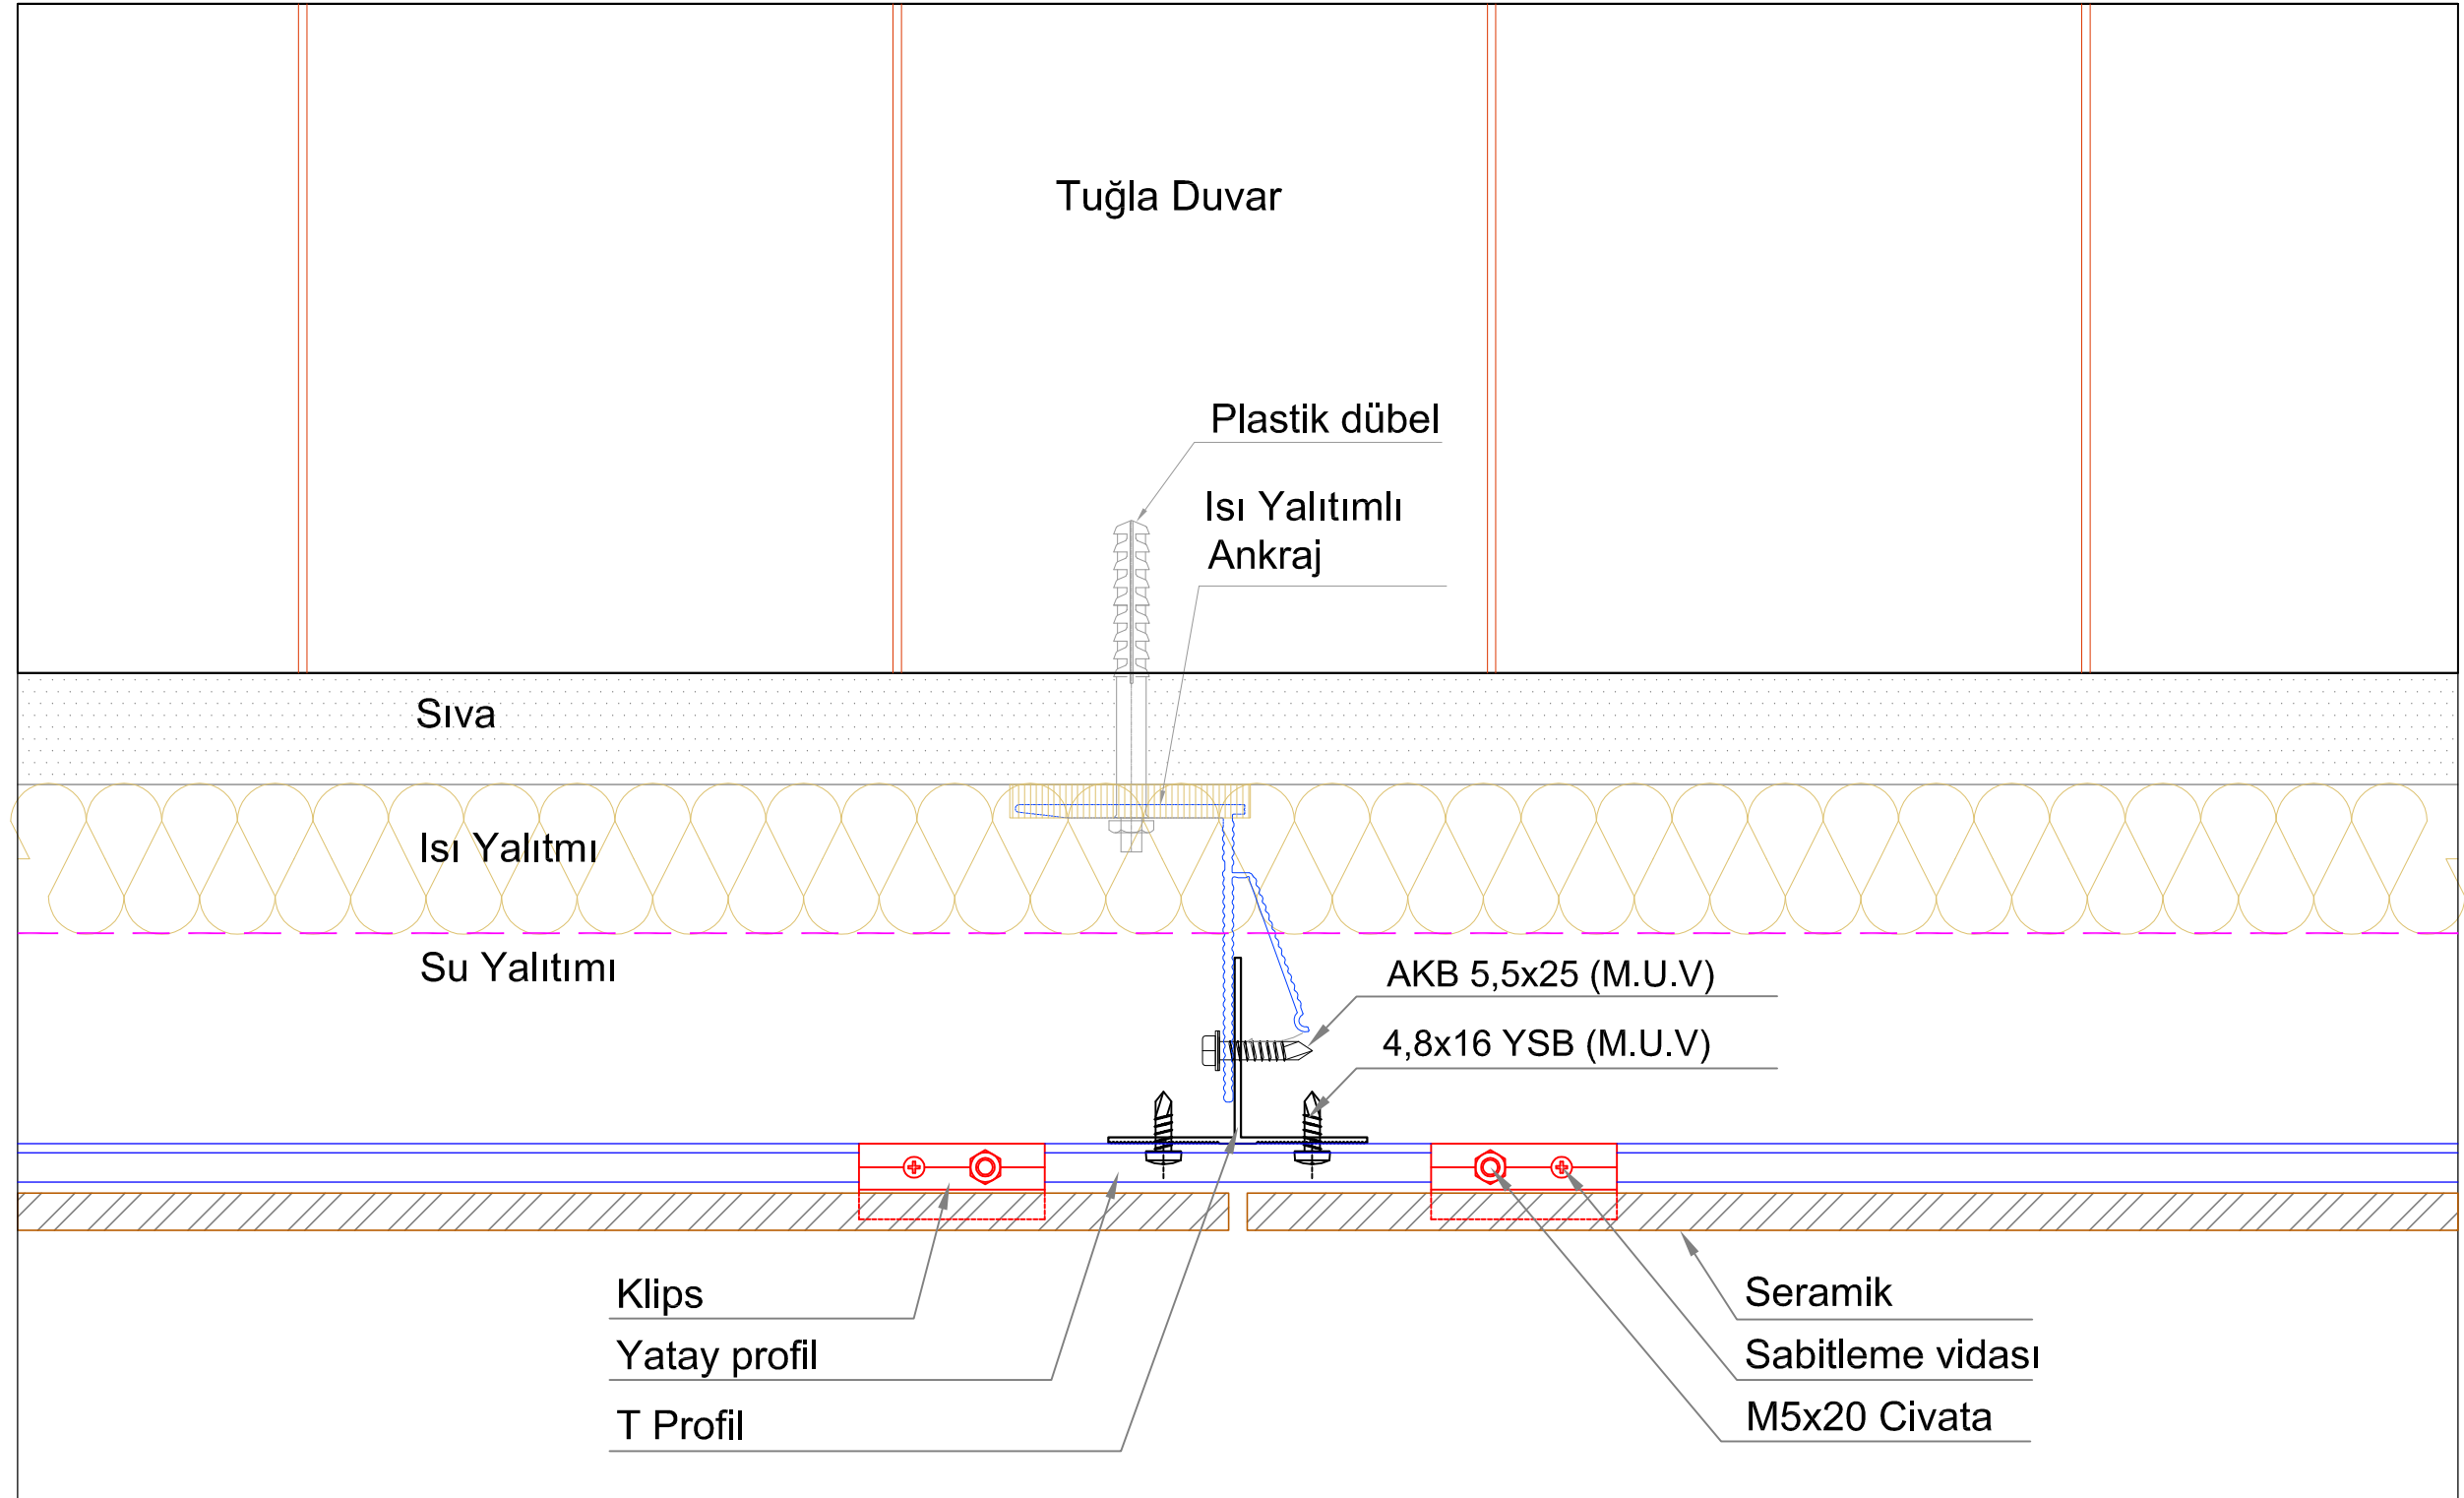 Tuğla Duvar
Plastik dübel
Isı Yalıtımlı
Ankraj
Sıva
Isı Yalıtmı
Su Yalıtımı
AKB 5,5x25 (M.U.V)
4,8x16 YSB (M.U.V)
Klips
Yatay profil
T Profil
Seramik
Sabitleme vidası
M5x20 Civata